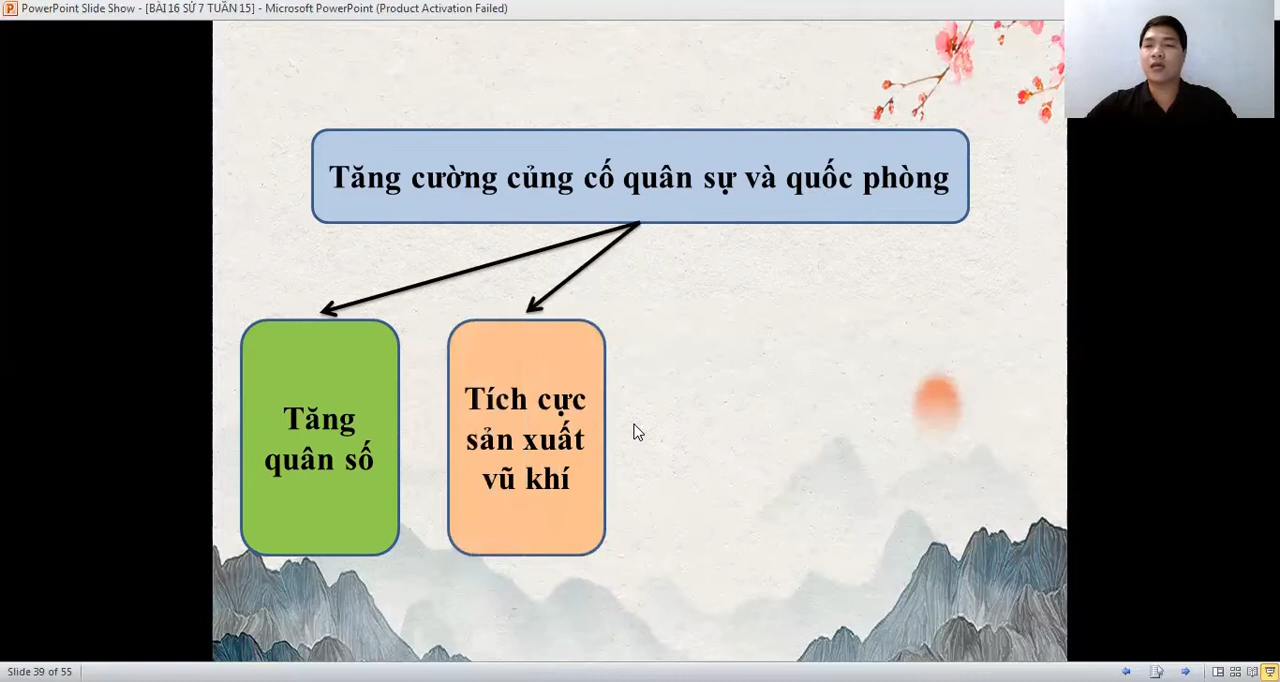 PowerPoint Slide Show - [BÀI 16 SỬ 7 TUẦN 15] - Microsoft PowerPoint (Product Activation Failed)
Tăng cường củng cố quân sự và quốc phòng
Tăng
quân số
Tích cực
sản xuất
vũ khí
Slide 39 of 55